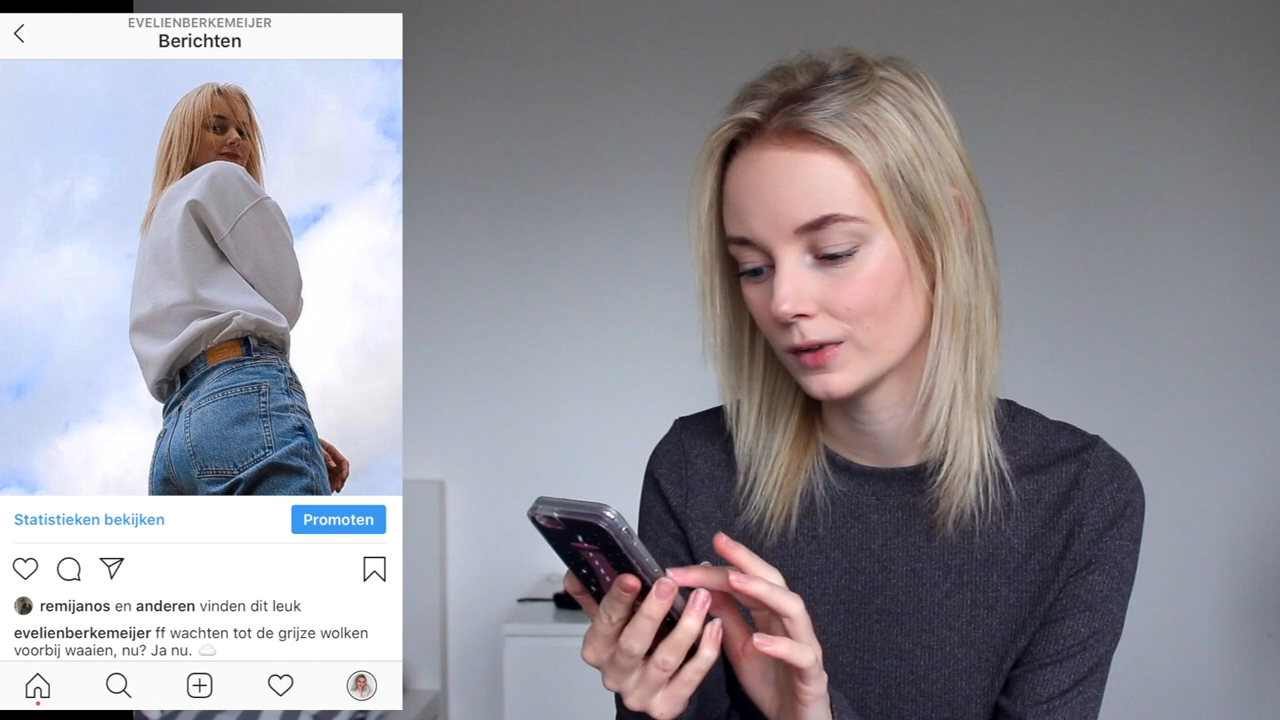 EVELIENBERKEMEIJER
Berichten
Statistieken bekijken
Promoten
remijanos en anderen vinden dit leuk
evelienberkemeijer ff wachten tot de grijze wolken
voorbij waaien, nu? Ja nu. ☁️